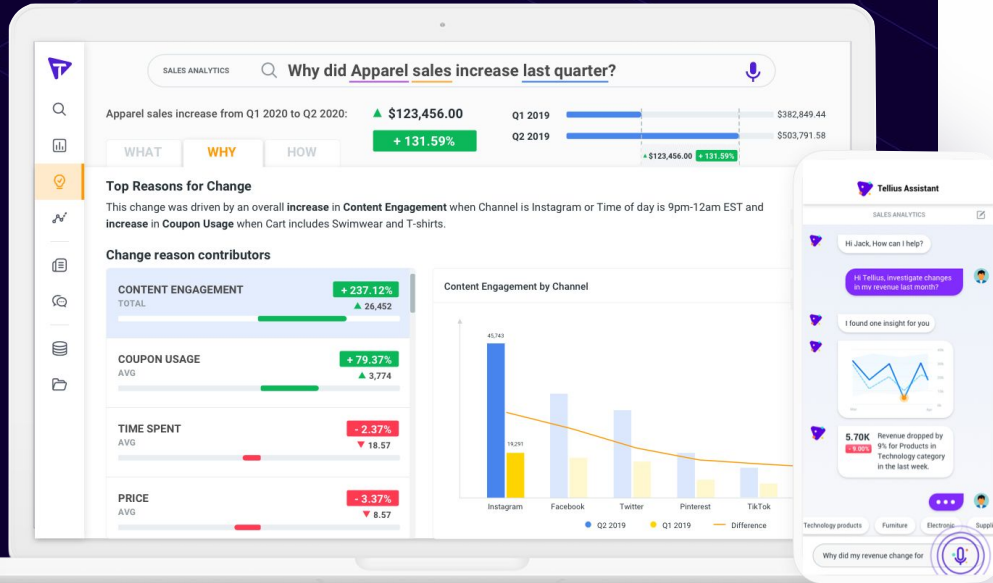 SALES ANALYTICS
Why did Apparel sales increase last quarter?
Apparel sales increase from Q1 2020 to Q2 2020:
$123,456.00
+ 131.59%
Q1 2019
$382,849.44
Q2 2019
$503,791.58
$123,456.00 + 131.59%
WHAT
WHY
HOW
Top Reasons for Change
This change was driven by an overall increase in Content Engagement when Channel is Instagram or Time of day is 9pm-12am EST and
increase in Coupon Usage when Cart includes Swimwear and T-shirts.
Change reason contributors
CONTENT ENGAGEMENT
TOTAL
+ 237.12%
26,452
COUPON USAGE
AVG
+ 79.37%
3,774
TIME SPENT
AVG
- 2.37%
18.57
PRICE
AVG
- 3.37%
8.57
Content Engagement by Channel
45,743
19,291
Instagram
Facebook
Twitter
Pinterest
TikTok
Q2 2019
Q1 2019
Difference
Tellius Assistant
SALES ANALYTICS
Hi Jack, How can I help?
Hi Tellius, investigate changes
in my revenue last month?
I found one insight for you
5.70K
- 9.00%
Revenue dropped by
9% for Products in
Technology category
in the last week.
Technology products
Furniture
Electronic
Suppli
Why did my revenue change for